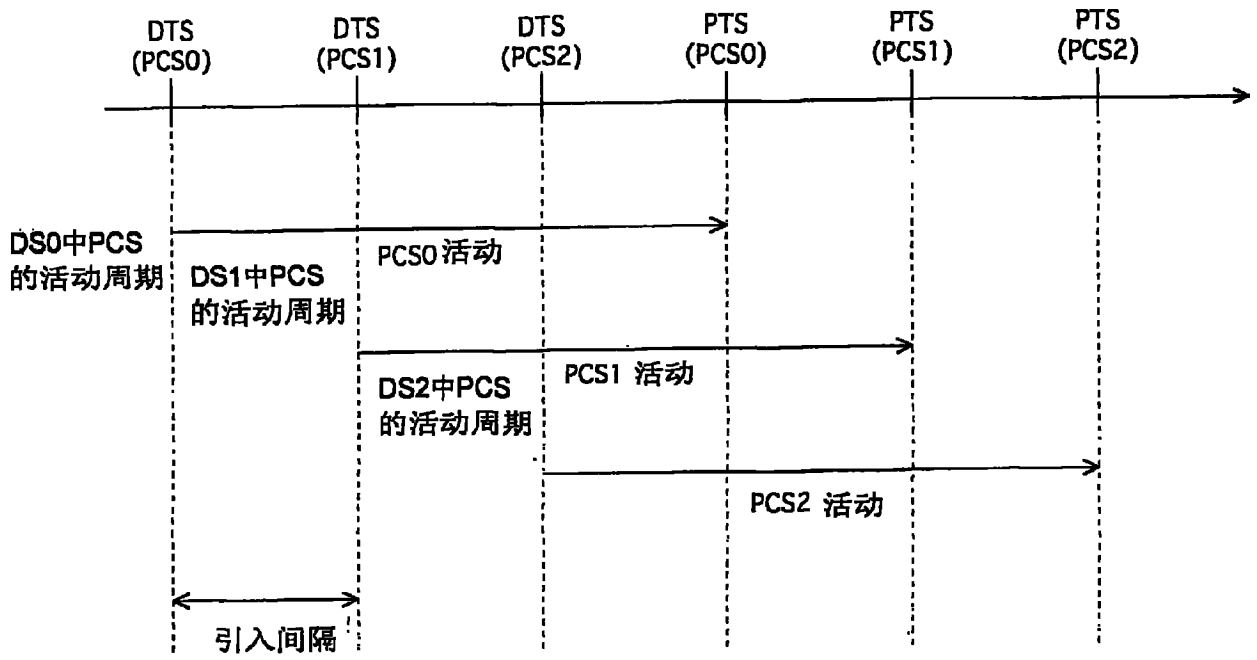 DTS
(PCS0)
DTS
(PCS1)
DTS
(PCS2)
PTS
(PCS0)
PTS
(PCS1)
PTS
(PCS2)
DS0中PCS
的活动周期
PCS0 活动
DS1中PCS
的活动周期
PCS1 活动
DS2中PCS
的活动周期
PCS2 活动
引入间隔